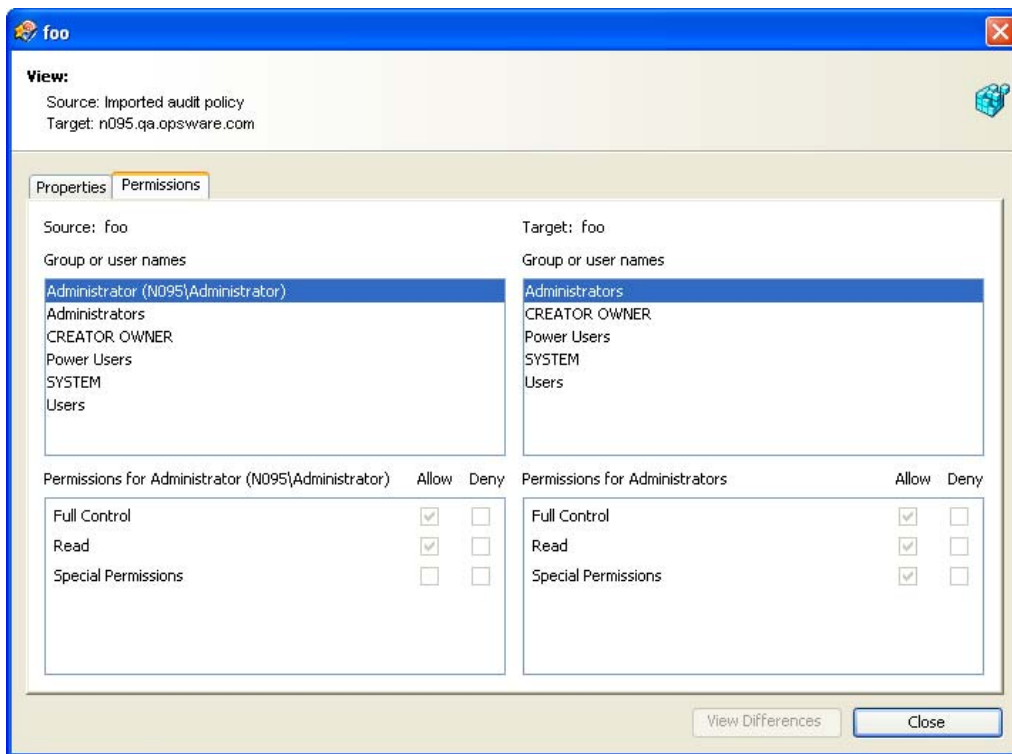 foo
View:
Source: Imported audit policy
Target: n095.qa.opsware.com
Properties Permissions
Source: foo
Group or user names
Administrator (N095\Administrator)
Administrators
CREATOR OWNER
Power Users
SYSTEM
Users
Permissions for Administrator (N095\Administrator) Allow Deny
Full Control
Read
Special Permissions
Target: foo
Group or user names
Administrators
CREATOR OWNER
Power Users
SYSTEM
Users
Permissions for Administrators Allow Deny
Full Control
Read
Special Permissions
View Differences Close